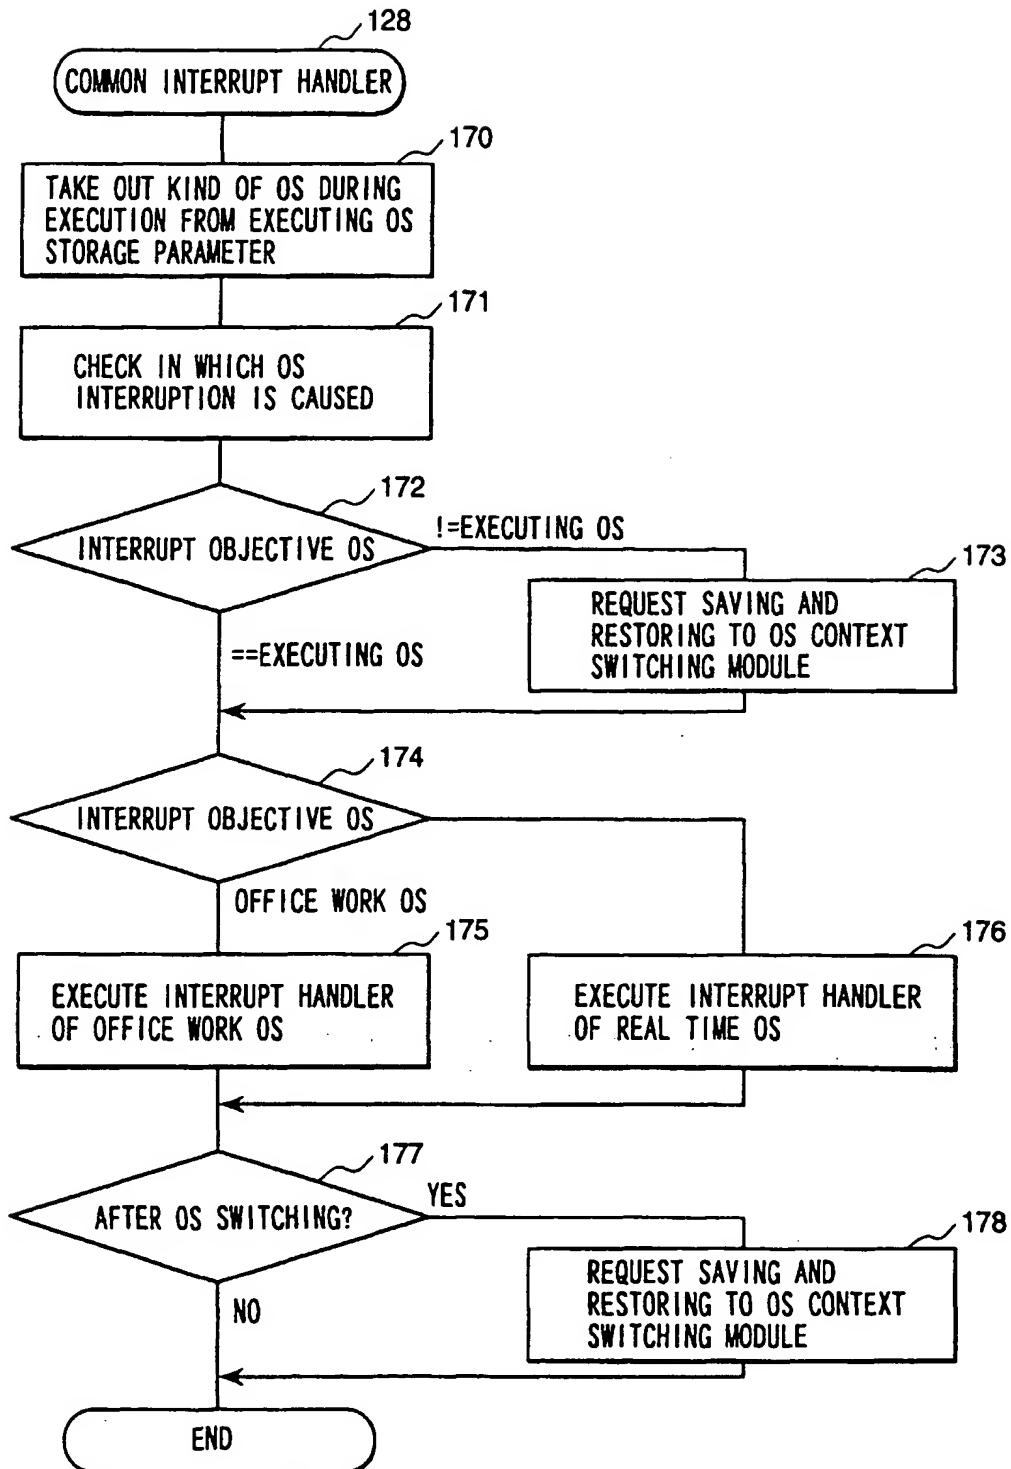 128
COMMON INTERRUPT HANDLER
170
TAKE OUT KIND OF OS DURING
EXECUTION FROM EXECUTING OS
STORAGE PARAMETER
171
CHECK IN WHICH OS
INTERRUPTION IS CAUSED
172
INTERRUPT OBJECTIVE OS
!=EXECUTING OS
173
REQUEST SAVING AND
RESTORING TO OS CONTEXT
SWITCHING MODULE
==EXECUTING OS
174
INTERRUPT OBJECTIVE OS
OFFICE WORK OS
175
EXECUTE INTERRUPT HANDLER
OF OFFICE WORK OS
176
EXECUTE INTERRUPT HANDLER
OF REAL TIME OS
177
AFTER OS SWITCHING?
YES
178
REQUEST SAVING AND
RESTORING TO OS CONTEXT
SWITCHING MODULE
NO
END